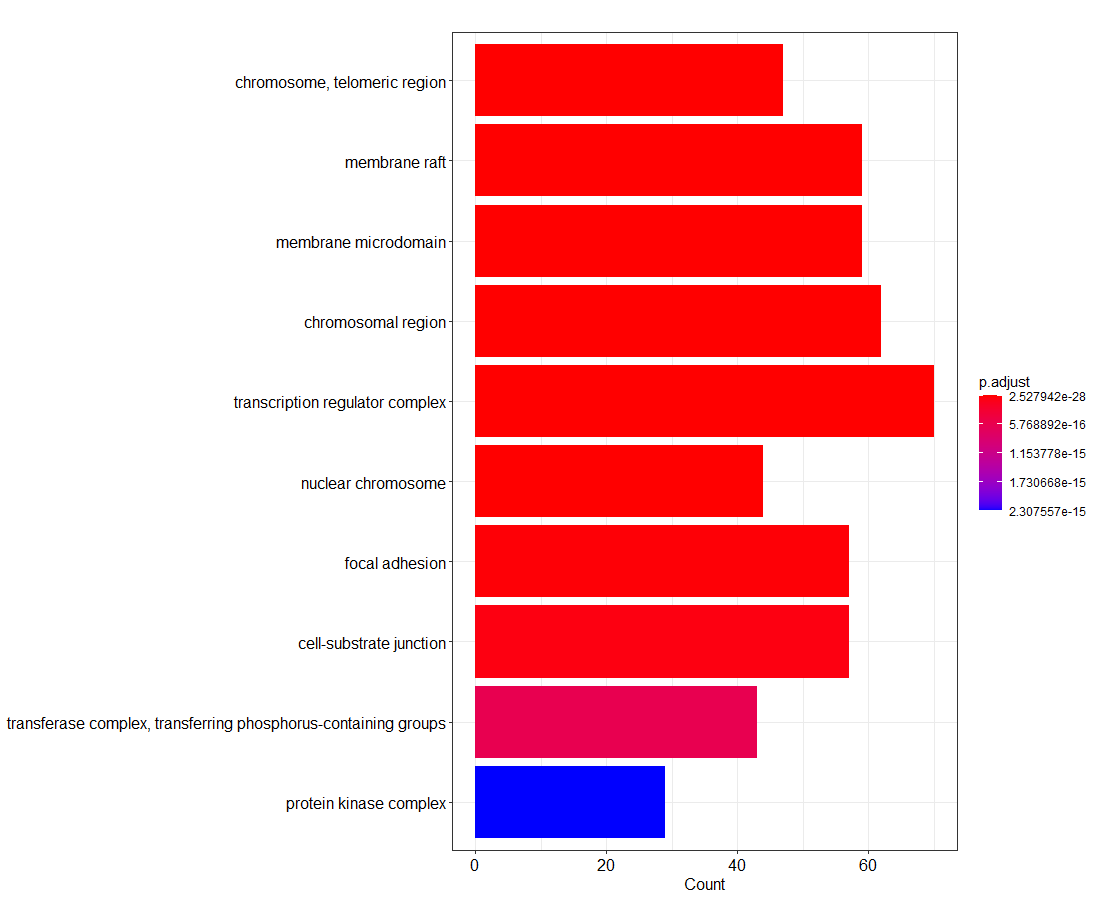 chromosome, telomeric region
membrane raft
membrane microdomain
chromosomal region
transcription regulator complex
nuclear chromosome
focal adhesion
cell-substrate junction
transferase complex, transferring phosphorus-containing groups
protein kinase complex
0 20 40 60
Count
p.adjust
2.527942e-28
5.768892e-16
1.153778e-15
1.730668e-15
2.307557e-15